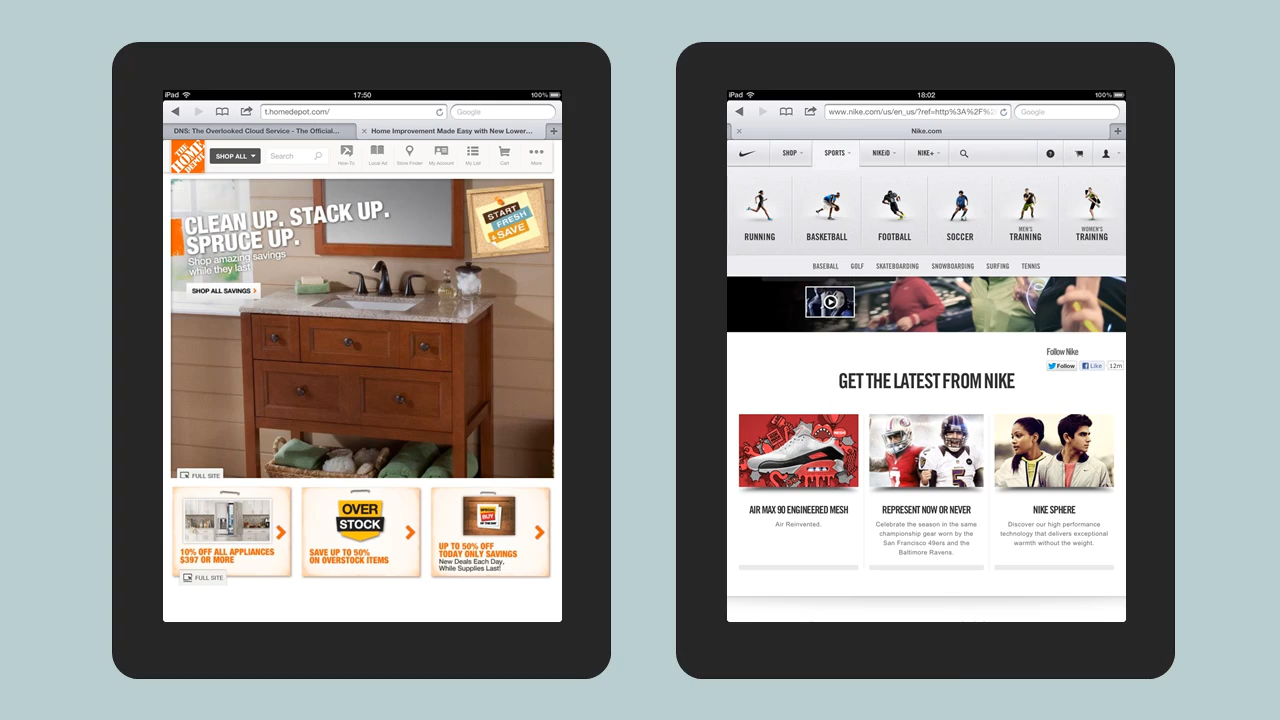 iPad
17:50
100%
t.homedepot.com/
Google
DNS: The Overlooked Cloud Service - The Official...
Home Improvement Made Easy with New Lower...
THE HOME DEPOT
SHOP ALL
Search
How-To
Local Ad
Store Finder
My Account
My List
Cart
More
CLEAN UP. STACK UP.
SPRUCE UP.
Shop amazing savings
while they last
SHOP ALL SAVINGS
START
FRESH
SAVE
FULL SITE
OVER
STOCK
SPECIAL
BUY
OF THE DAY
10% OFF ALL APPLIANCES
$397 OR MORE
SAVE UP TO 50%
ON OVERSTOCK ITEMS
UP TO 50% OFF
TODAY ONLY SAVINGS
New Deals Each Day,
While Supplies Last!
FULL SITE
iPad
18:02
100%
www.nike.com/us/en_us/?ref=http%3A%2F%2
Google
Nike.com
SHOP
SPORTS
NIKEiD
NIKE+
RUNNING
BASKETBALL
FOOTBALL
SOCCER
MEN'S
TRAINING
WOMEN'S
TRAINING
BASEBALL GOLF SKATEBOARDING SNOWBOARDING SURFING TENNIS
Follow Nike
Follow
Like
12m
GET THE LATEST FROM NIKE
AIR MAX 90 ENGINEERED MESH
Air Reinvented.
REPRESENT NOW OR NEVER
Celebrate the season in the same
championship gear worn by the
San Francisco 49ers and the
Baltimore Ravens.
NIKE SPHERE
Discover our high performance
technology that delivers exceptional
warmth without the weight.